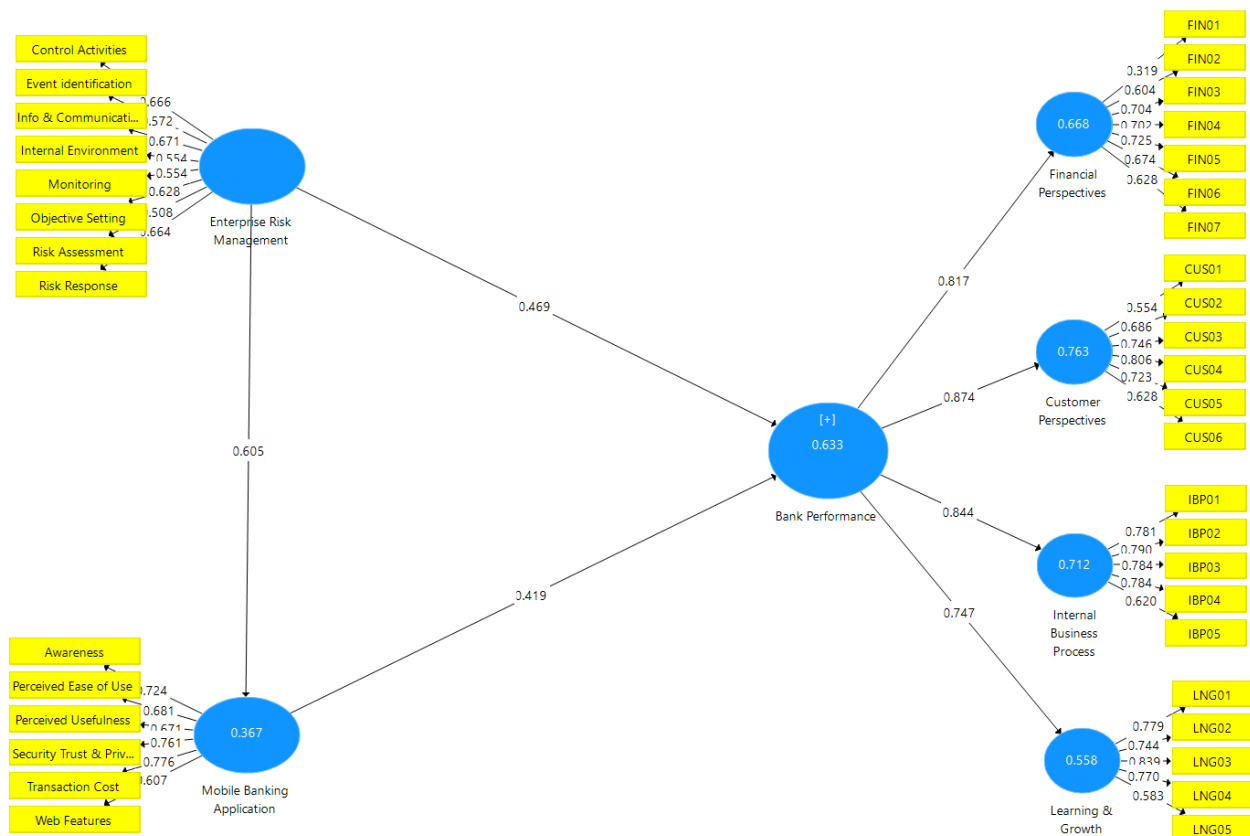 Control Activities
Event identification
Info & Communicati...
Internal Environment
Monitoring
Objective Setting
Risk Assessment
Risk Response
0.666
0.572
0.671
0.554
0.554
0.628
0.508
0.664
Enterprise Risk
Management
0.469
0.605
0.419
Awareness
Perceived Ease of Use
Perceived Usefulness
Security Trust & Priv...
Transaction Cost
Web Features
0.724
0.681
0.671
0.761
0.776
0.607
0.367
Mobile Banking
Application
[+]
0.633
Bank Performance
0.817
0.874
0.844
0.747
0.668
Financial
Perspectives
0.319
0.604
0.704
0.702
0.725
0.674
0.628
FIN01
FIN02
FIN03
FIN04
FIN05
FIN06
FIN07
0.763
Customer
Perspectives
0.554
0.686
0.746
0.806
0.723
0.628
CUS01
CUS02
CUS03
CUS04
CUS05
CUS06
0.712
Internal
Business
Process
0.781
0.790
0.784
0.784
0.620
IBP01
IBP02
IBP03
IBP04
IBP05
0.558
Learning &
Growth
0.779
0.744
0.839
0.770
0.583
LNG01
LNG02
LNG03
LNG04
LNG05